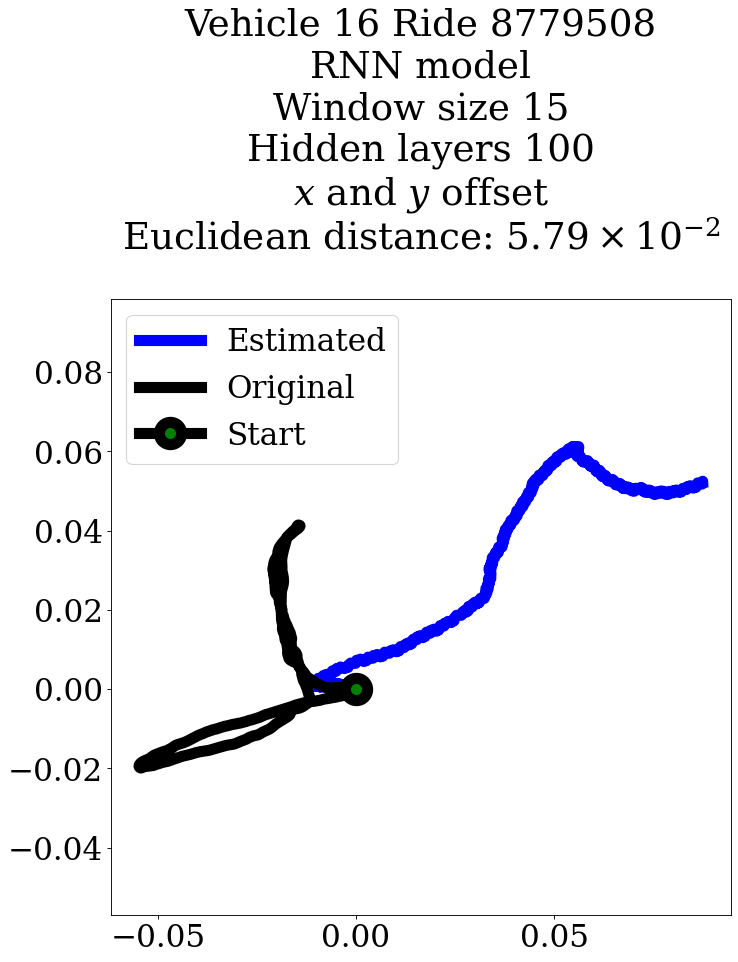 Vehicle 16 Ride 8779508
RNN model
Window size 15
Hidden layers 100
x and y offset
Euclidean distance: 5.79 × 10⁻²
Estimated
Original
Start
0.08
0.06
0.04
0.02
0.00
−0.02
−0.04
−0.05 0.00 0.05